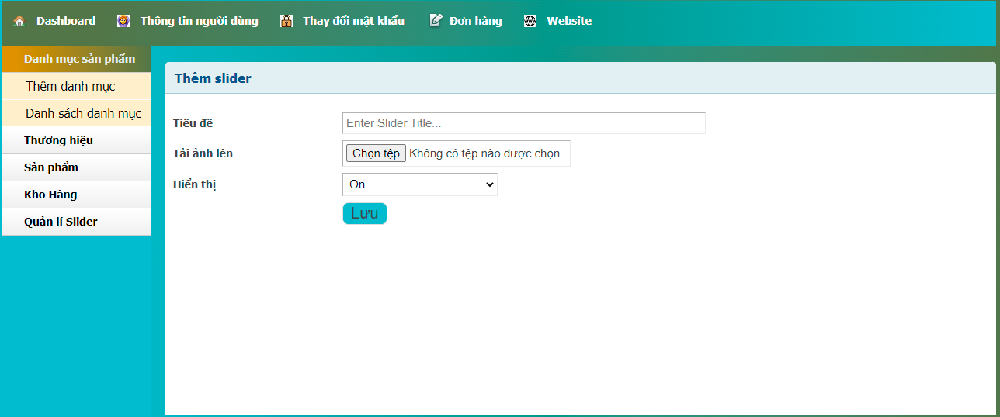 Dashboard Thông tin người dùng Thay đổi mật khẩu Đơn hàng Website
Danh mục sản phẩm
Thêm danh mục
Danh sách danh mục
Thương hiệu
Sản phẩm
Kho Hàng
Quản lí Slider
Thêm slider
Tiêu đề Enter Slider Title...
Tải ảnh lên Chọn tệp Không có tệp nào được chọn
Hiển thị On
Lưu